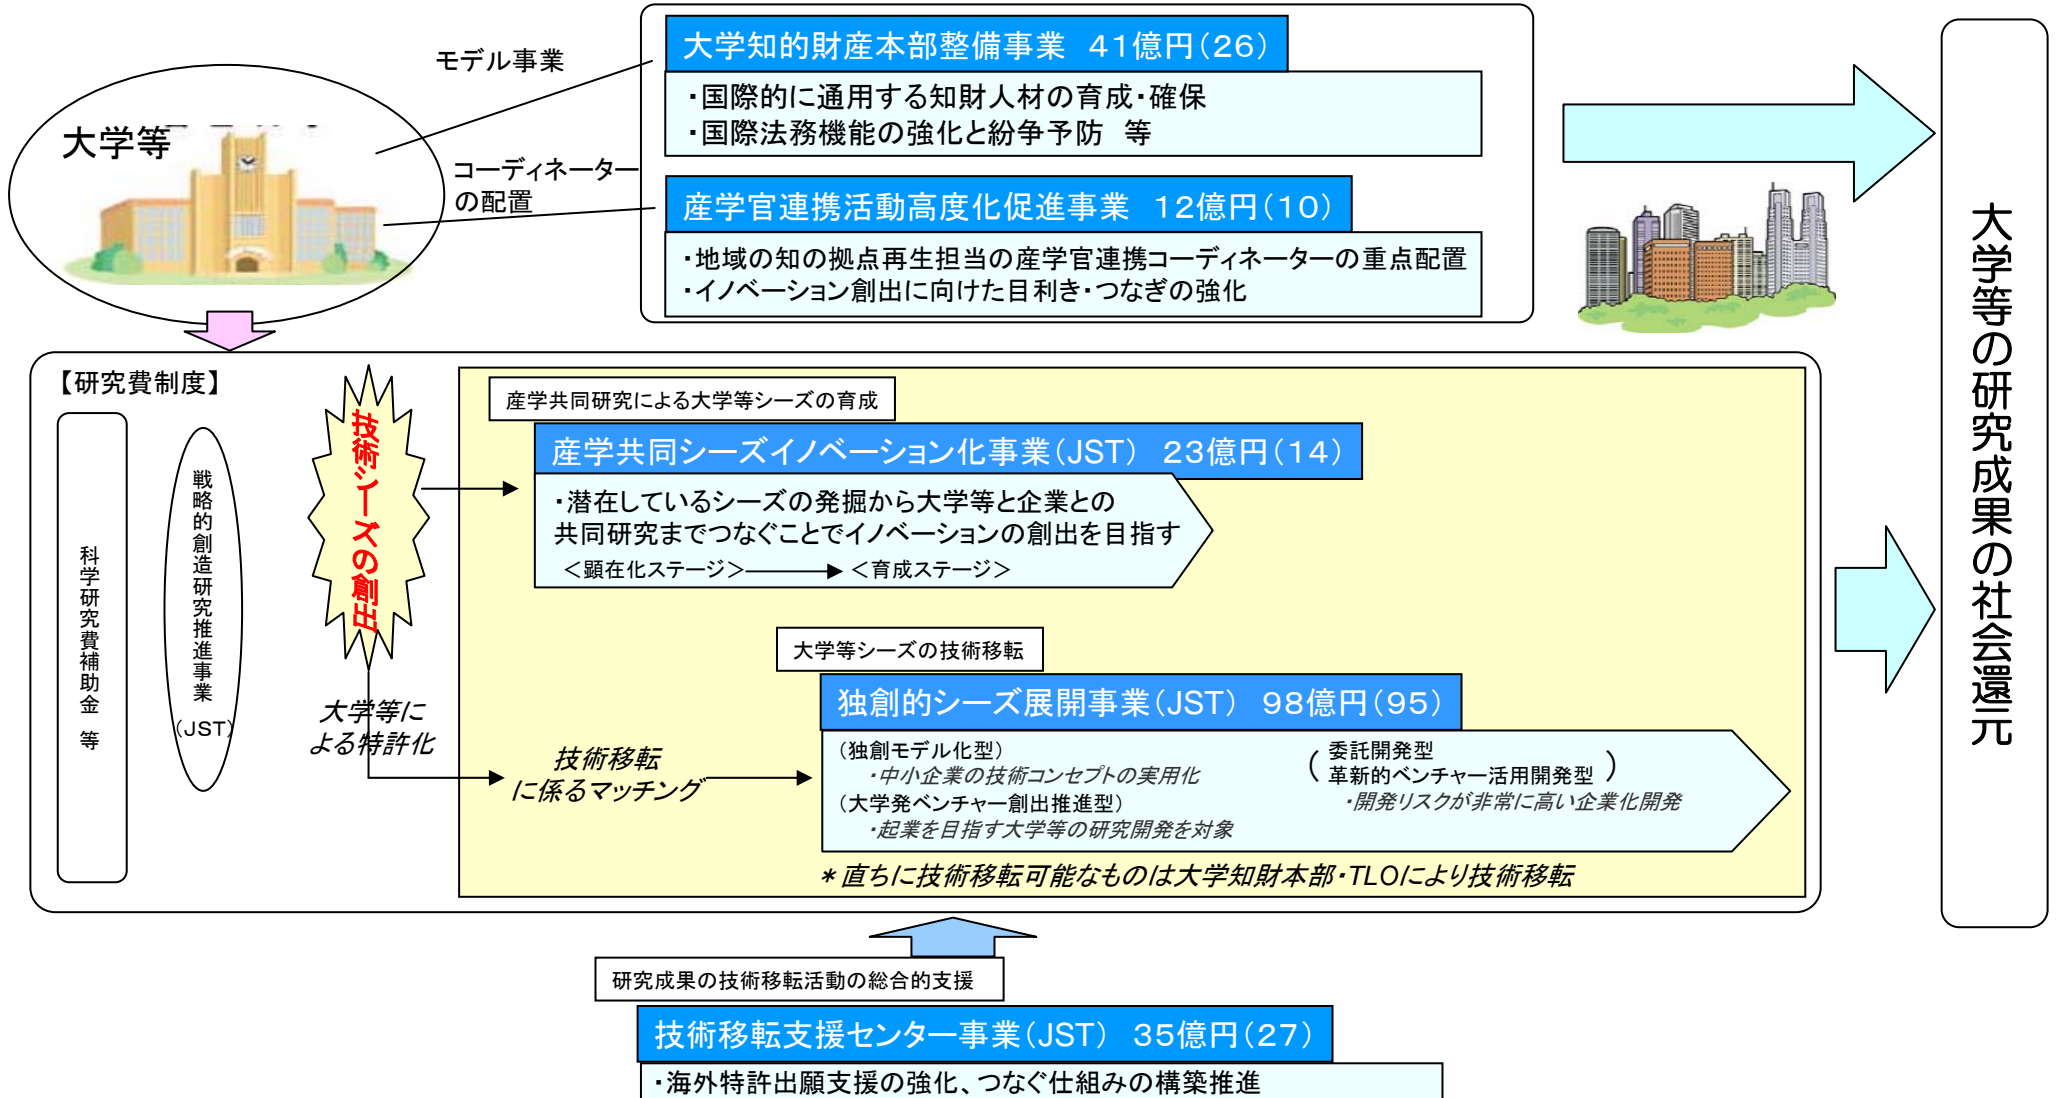 モデル事業
大学知的財産本部整備事業 41億円(26)
・国際的に通用する知財人材の育成・確保
・国際法務機能の強化と紛争予防 等
大学等
コーディネーター
の配置
産学官連携活動高度化促進事業 12億円(10)
・地域の知の拠点再生担当の産学官連携コーディネーターの重点配置
・イノベーション創出に向けた目利き・つなぎの強化
大学等の研究成果の社会還元
【研究費制度】
科学研究費補助金 等
戦略的創造研究推進事業
(JST)
技術シーズの創出
産学共同研究による大学等シーズの育成
産学共同シーズイノベーション化事業(JST) 23億円(14)
・潜在しているシーズの発掘から大学等と企業との
共同研究までつなぐことでイノベーションの創出を目指す
<顕在化ステージ> <育成ステージ>
大学等に
よる特許化
技術移転
に係るマッチング
大学等シーズの技術移転
独創的シーズ展開事業(JST) 98億円(95)
(独創モデル化型)
・中小企業の技術コンセプトの実用化
(大学発ベンチャー創出推進型)
・起業を目指す大学等の研究開発を対象
( 委託開発型
革新的ベンチャー活用開発型 )
・開発リスクが非常に高い企業化開発
*直ちに技術移転可能なものは大学知財本部・TLOにより技術移転
研究成果の技術移転活動の総合的支援
技術移転支援センター事業(JST) 35億円(27)
・海外特許出願支援の強化、つなぐ仕組みの構築推進